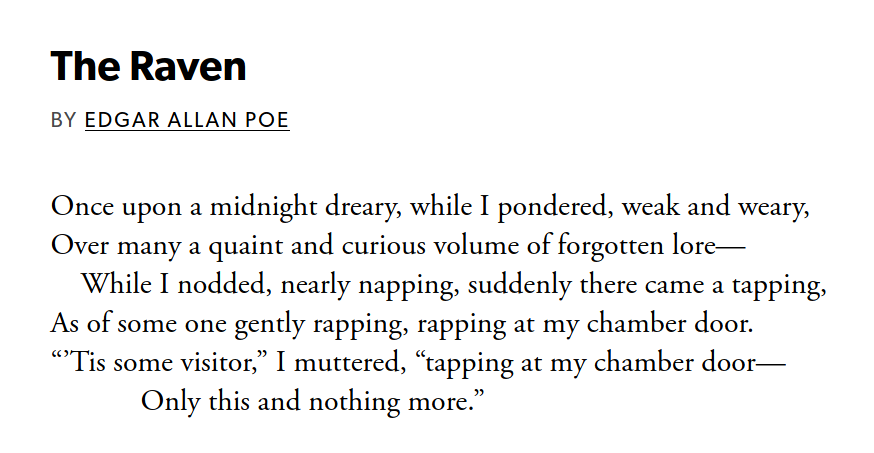 The Raven
BY EDGAR ALLAN POE
Once upon a midnight dreary, while I pondered, weak and weary,
Over many a quaint and curious volume of forgotten lore—
While I nodded, nearly napping, suddenly there came a tapping,
As of some one gently rapping, rapping at my chamber door.
“’Tis some visitor,” I muttered, “tapping at my chamber door—
Only this and nothing more.”